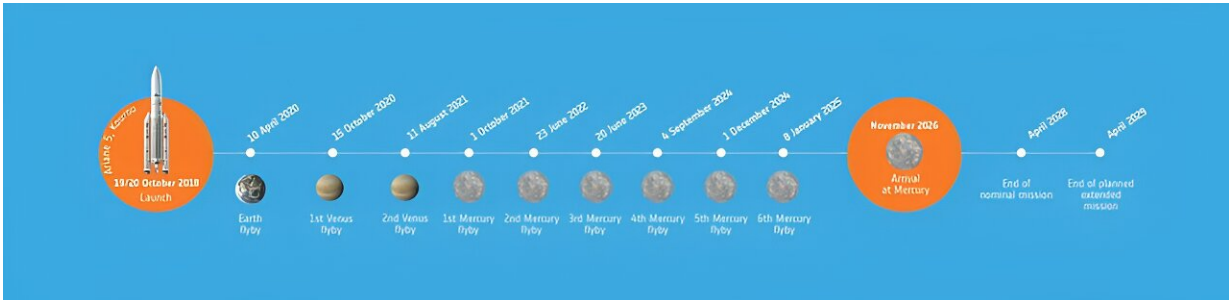 Ariane 5, Kourou
19/20 October 2018
Launch
10 April 2020
Earth
flyby
15 October 2020
1st Venus
flyby
11 August 2021
2nd Venus
flyby
1 October 2021
1st Mercury
flyby
23 June 2022
2nd Mercury
flyby
20 June 2023
3rd Mercury
flyby
4 September 2024
4th Mercury
flyby
1 December 2024
5th Mercury
flyby
8 January 2025
6th Mercury
flyby
November 2026
Arrival
at Mercury
April 2028
End of
nominal mission
April 2029
End of planned
extended
mission